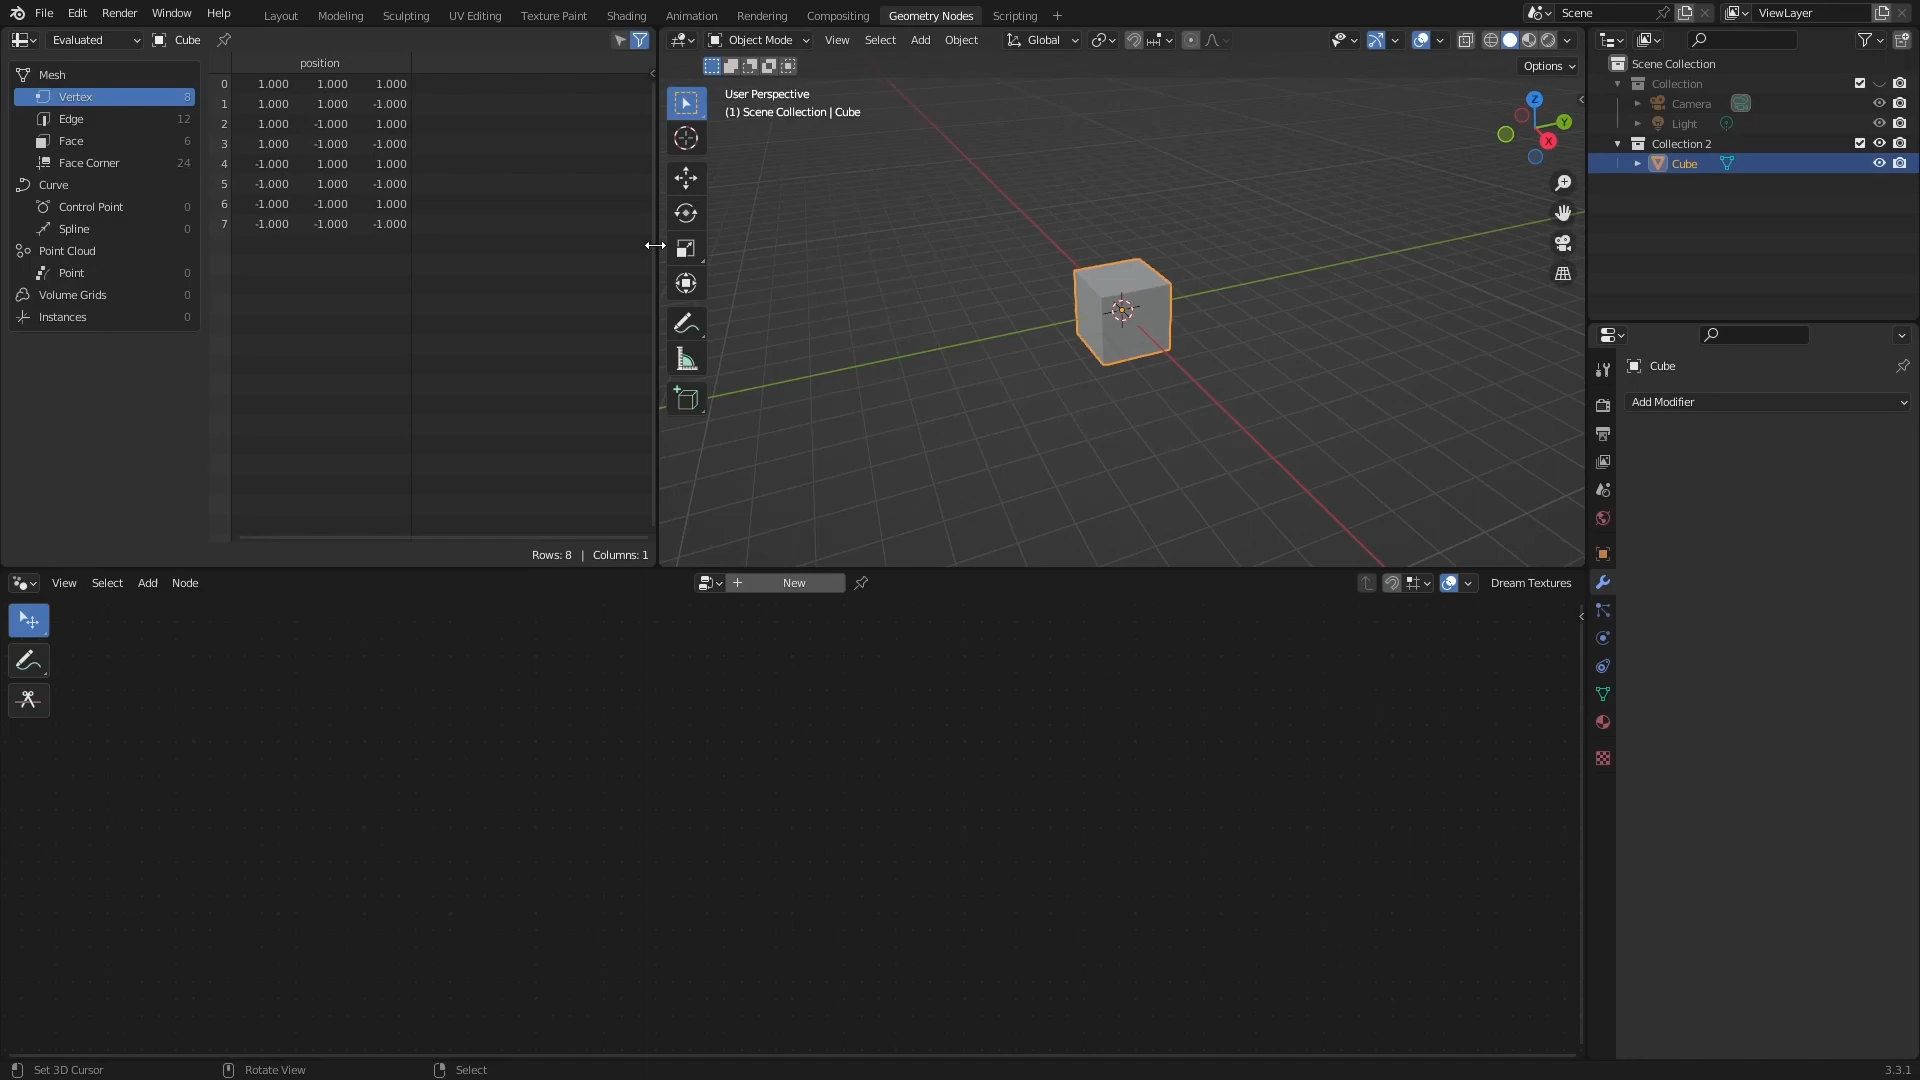 File Edit Render Window Help Layout Modeling Sculpting UV Editing Texture Paint Shading Animation Rendering Compositing Geometry Nodes Scripting + Scene ViewLayer
Evaluated Cube
Object Mode View Select Add Object Global
Options
position
Mesh
Vertex 8
Edge 12
Face 6
Face Corner 24
Curve
Control Point 0
Spline 0
Point Cloud
Point 0
Volume Grids 0
Instances 0
0 1.000 1.000 1.000
1 1.000 1.000 -1.000
2 1.000 -1.000 1.000
3 1.000 -1.000 -1.000
4 -1.000 1.000 1.000
5 -1.000 1.000 -1.000
6 -1.000 -1.000 1.000
7 -1.000 -1.000 -1.000
Rows: 8 | Columns: 1
User Perspective
(1) Scene Collection | Cube
Z
Y
X
Scene Collection
Collection
Camera
Light
Collection 2
Cube
Cube
Add Modifier
View Select Add Node + New Dream Textures
Set 3D Cursor Rotate View Select 3.3.1